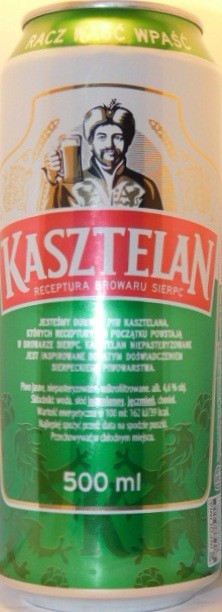 RACZ WAŚĆ WPAŚĆ
KASZTELAN
RECEPTURA BROWARU SIERPC
JESTEŚMY DUMNI Z PIW KASZTELANA,
KTÓRYCH RECEPTURY OD POCZĄTKU POWSTAJĄ
W BROWARZE SIERPC. KASZTELAN NIEPASTERYZOWANE
JEST INSPIROWANE DUŻYM DOŚWIADCZENIEM
SIERPECKIEGO PIWOWARSTWA.
Piwo jasne, niepasteryzowane, mikrofiltrowane, alk. 4,6 % obj.
Składniki: woda, słód jęczmienny, jęczmień, chmiel.
Wartość energetyczna w 100 ml: 162 kJ/39 kcal.
Najlepiej spożyć przed: data na spodzie puszki.
Przechowywać w chłodnym miejscu.
500 ml